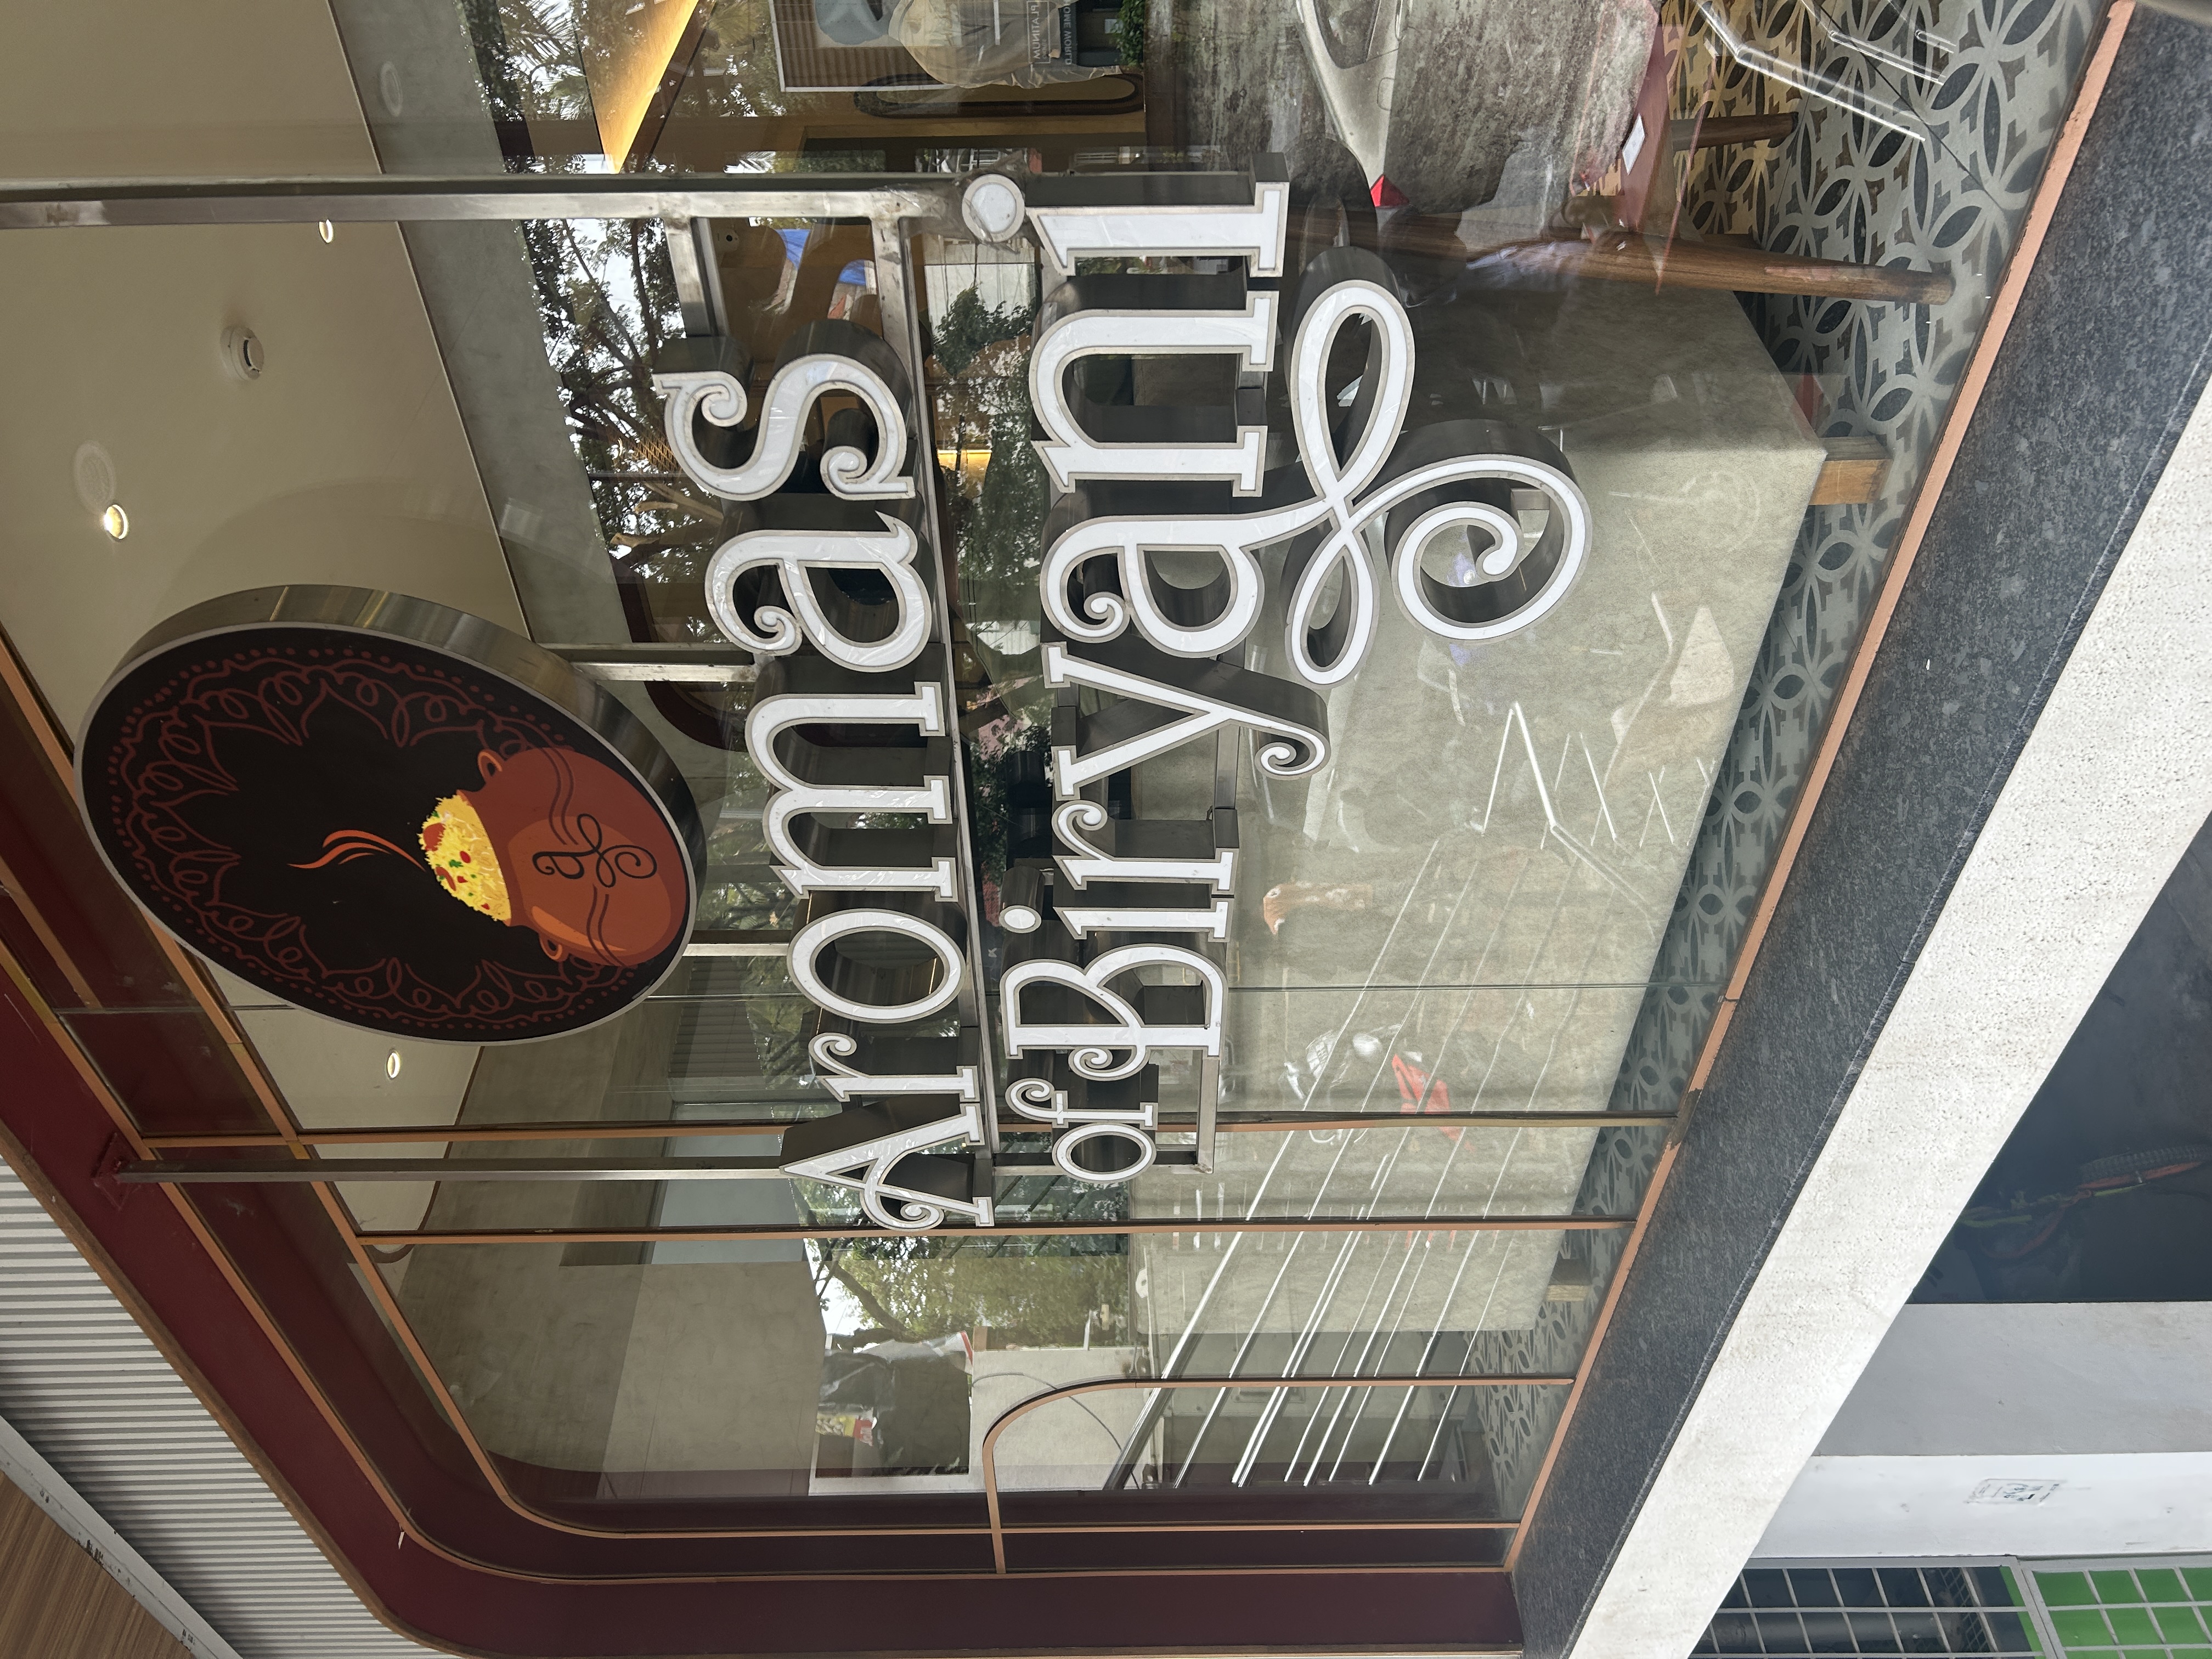 Aromas
of Biryani